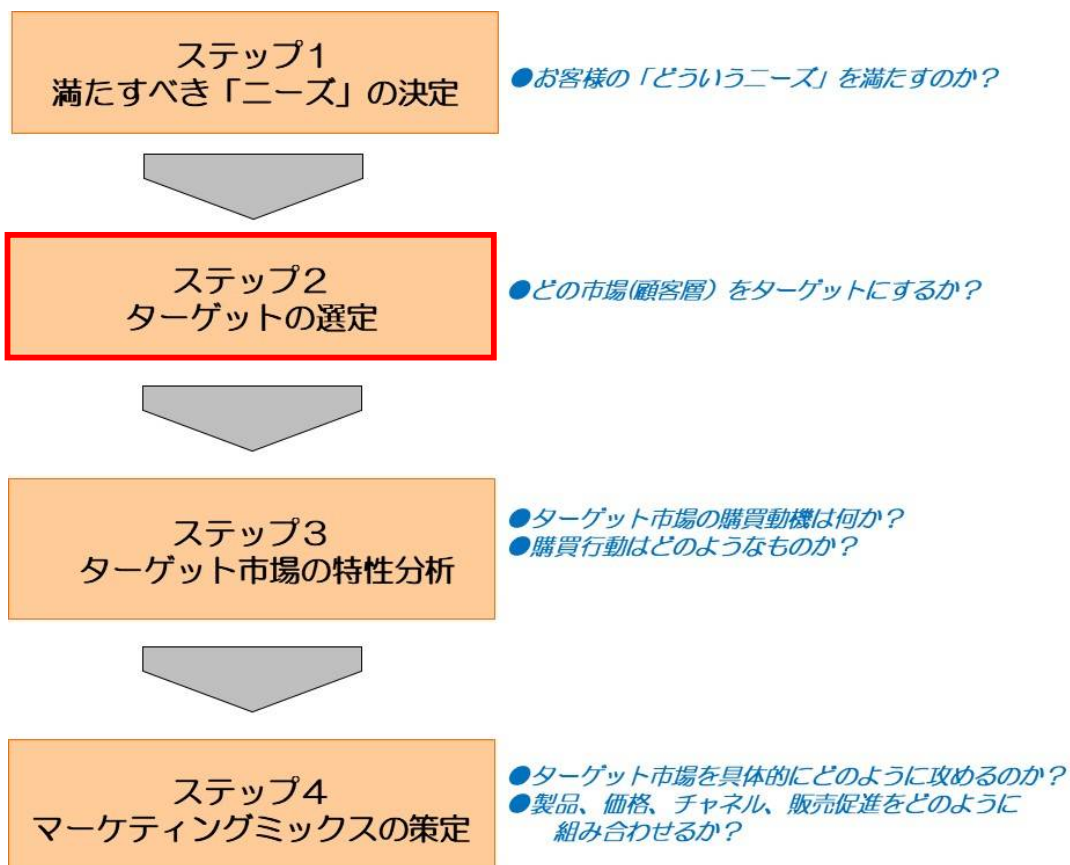 ステップ1
満たすべき「ニーズ」の決定
●お客様の「どういうニーズ」を満たすのか?
ステップ2
ターゲットの選定
●どの市場(顧客層)をターゲットにするか?
ステップ3
ターゲット市場の特性分析
●ターゲット市場の購買動機は何か?
●購買行動はどのようなものか?
ステップ4
マーケティングミックスの策定
●ターゲット市場を具体的にどのように攻めるのか?
●製品、価格、チャネル、販売促進をどのように
組み合わせるか?